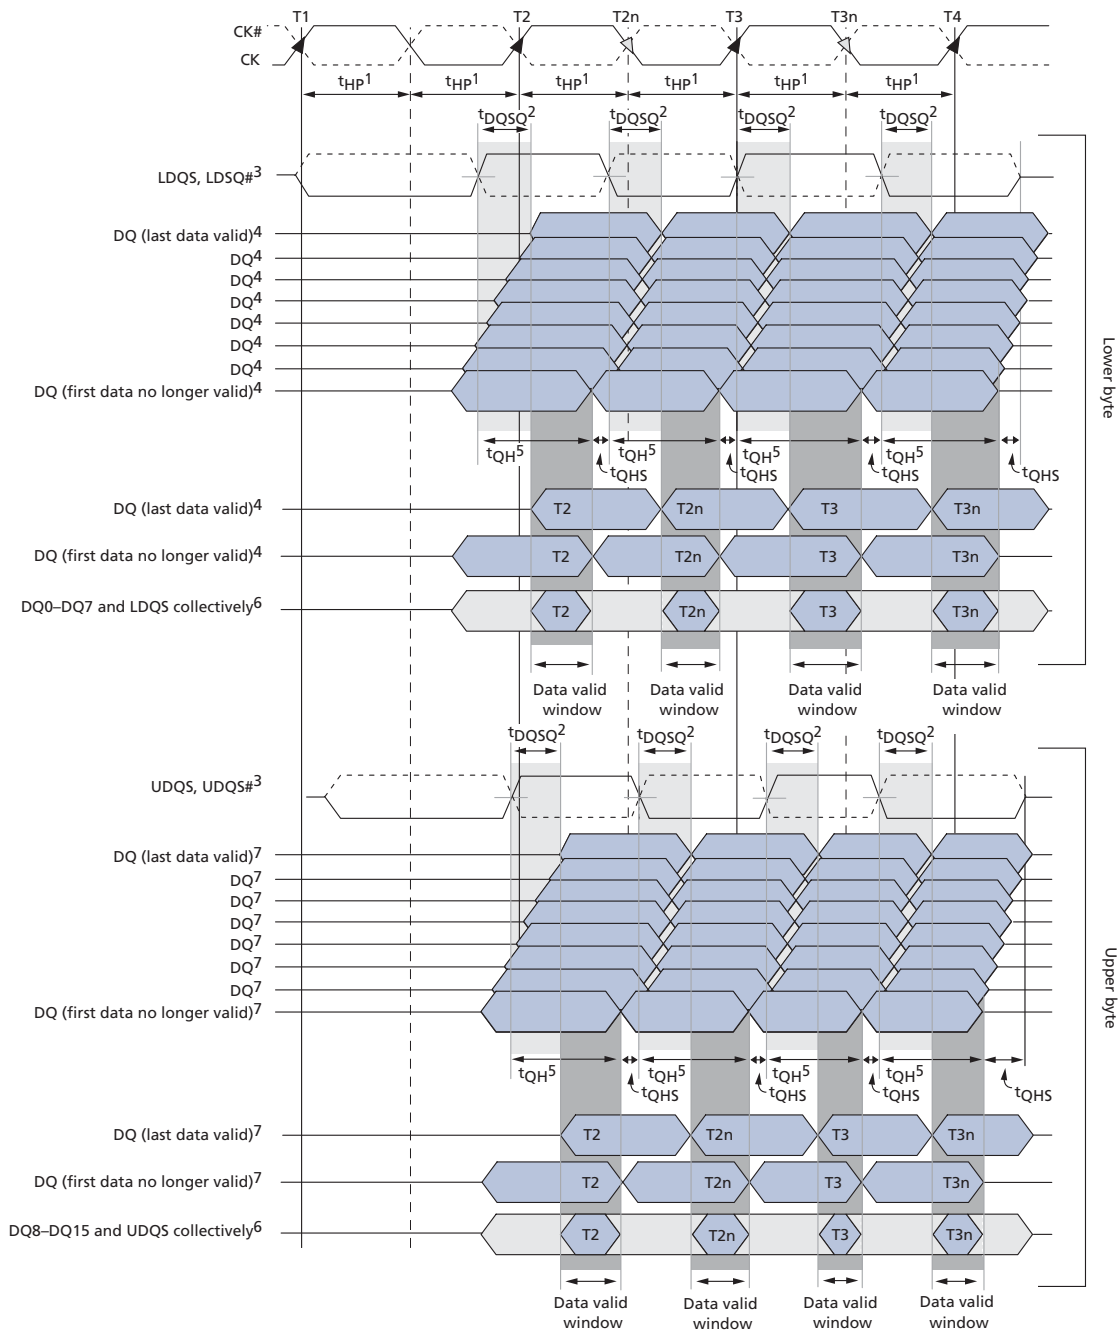 T1 T2 T2n T3 T3n T4
CK#
CK
tHP1 tHP1 tHP1 tHP1 tHP1 tHP1
tDQSQ2 tDQSQ2 tDQSQ2 tDQSQ2
LDQS, LDSQ#3
DQ (last data valid)4
DQ4
DQ4
DQ4
DQ4
DQ4
DQ4
DQ (first data no longer valid)4
Lower byte
tQH5 tQH5 tQH5 tQH5
tQHS tQHS tQHS tQHS
DQ (last data valid)4 T2 T2n T3 T3n
DQ (first data no longer valid)4 T2 T2n T3 T3n
DQ0–DQ7 and LDQS collectively6 T2 T2n T3 T3n
Data valid window Data valid window Data valid window Data valid window
tDQSQ2 tDQSQ2 tDQSQ2 tDQSQ2
UDQS, UDQS#3
DQ (last data valid)7
DQ7
DQ7
DQ7
DQ7
DQ7
DQ7
DQ (first data no longer valid)7
Upper byte
tQH5 tQH5 tQH5 tQH5
tQHS tQHS tQHS tQHS
DQ (last data valid)7 T2 T2n T3 T3n
DQ (first data no longer valid)7 T2 T2n T3 T3n
DQ8–DQ15 and UDQS collectively6 T2 T2n T3 T3n
Data valid window Data valid window Data valid window Data valid window